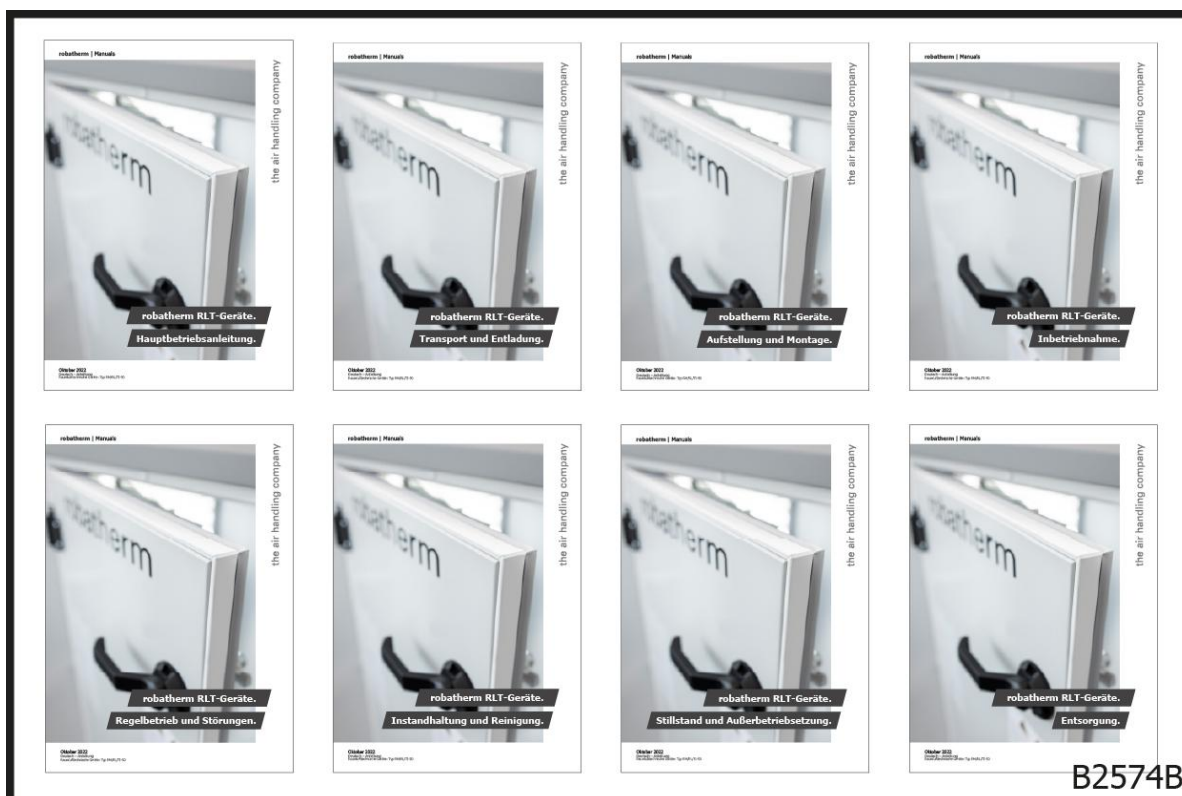 robatherm | Manuals
the air handling company
robatherm
robatherm RLT-Geräte.
Hauptbetriebsanleitung.
Oktober 2022
robatherm | Manuals
the air handling company
robatherm
robatherm RLT-Geräte.
Transport und Entladung.
Oktober 2022
robatherm | Manuals
the air handling company
robatherm
robatherm RLT-Geräte.
Aufstellung und Montage.
Oktober 2022
robatherm | Manuals
the air handling company
robatherm
robatherm RLT-Geräte.
Inbetriebnahme.
Oktober 2022
robatherm | Manuals
the air handling company
robatherm
robatherm RLT-Geräte.
Regelbetrieb und Störungen.
Oktober 2022
robatherm | Manuals
the air handling company
robatherm
robatherm RLT-Geräte.
Instandhaltung und Reinigung.
Oktober 2022
robatherm | Manuals
the air handling company
robatherm
robatherm RLT-Geräte.
Stillstand und Außerbetriebsetzung.
Oktober 2022
robatherm | Manuals
the air handling company
robatherm
robatherm RLT-Geräte.
Entsorgung.
Oktober 2022
B2574B